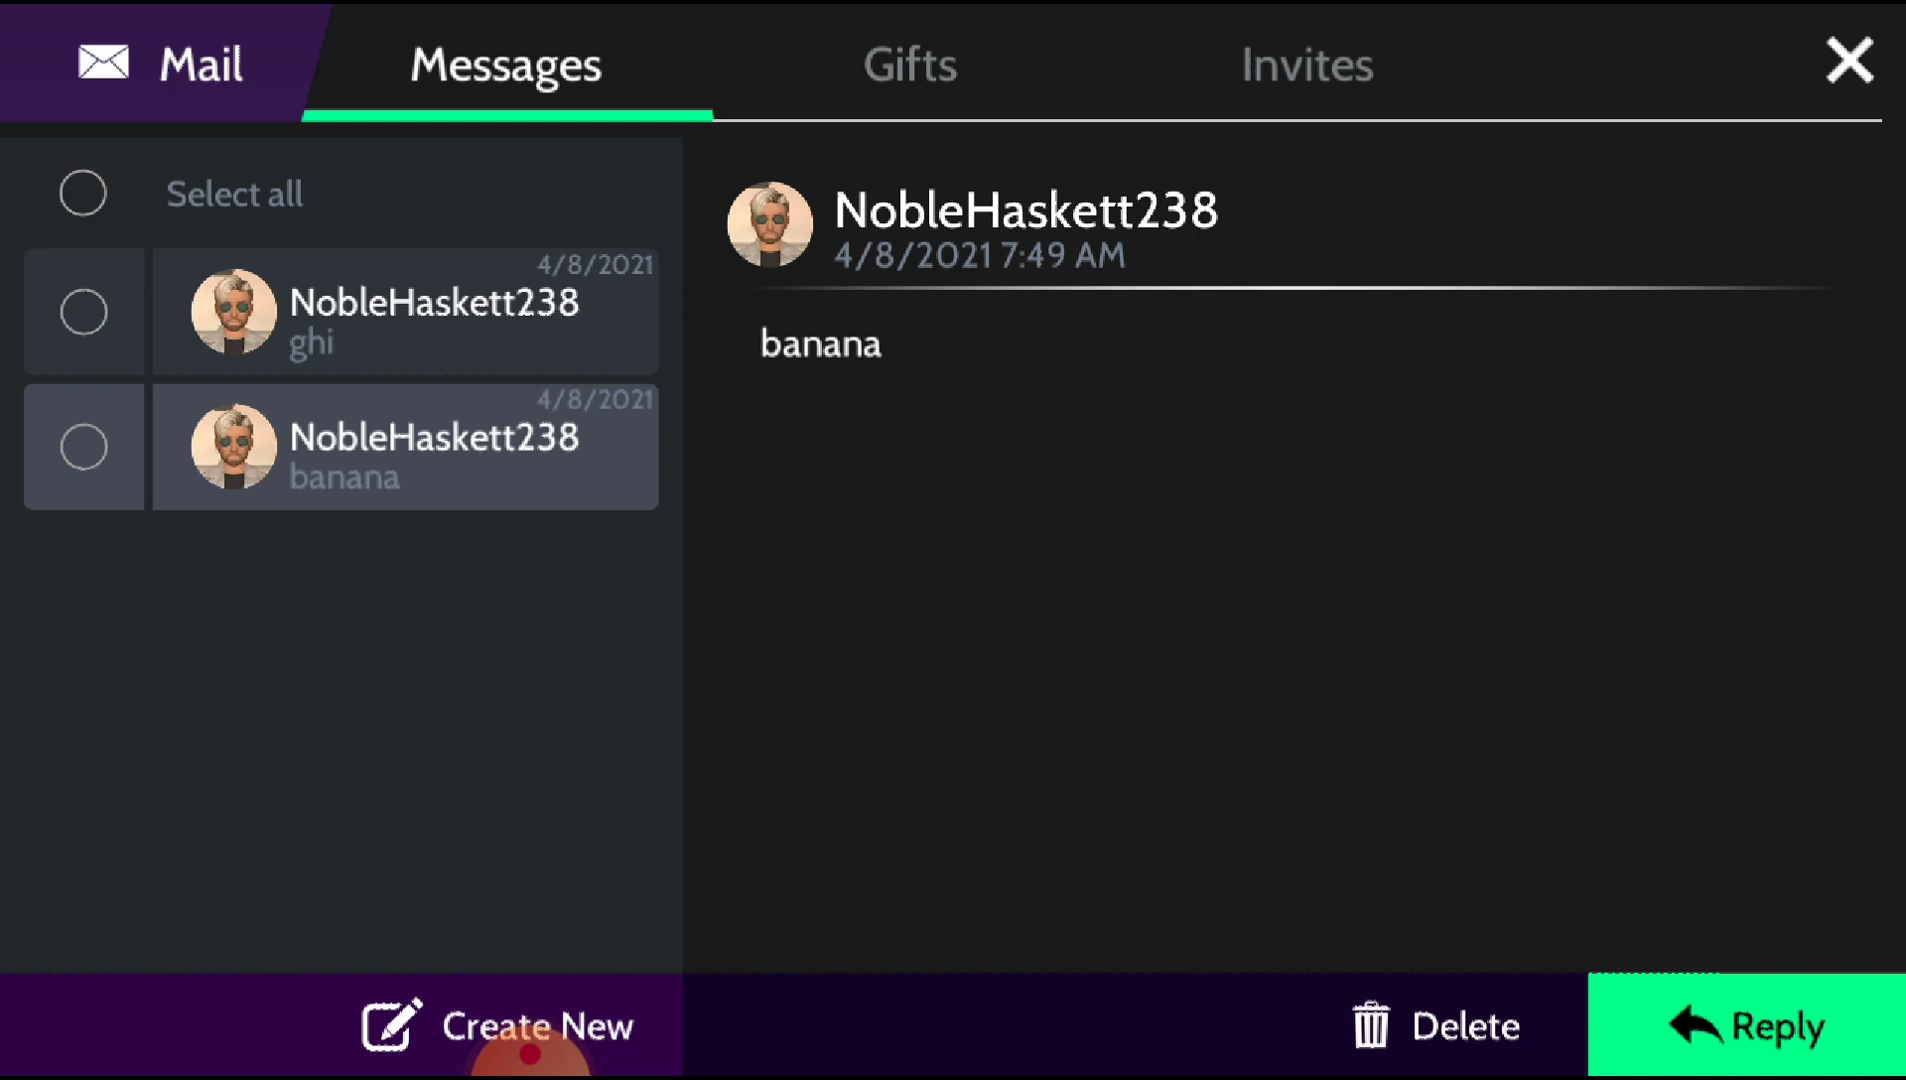 Mail
Messages
Gifts
Invites
Select all
4/8/2021
NobleHaskett238
ghi
4/8/2021
NobleHaskett238
banana
NobleHaskett238
4/8/2021 7:49 AM
banana
Create New
Delete
Reply